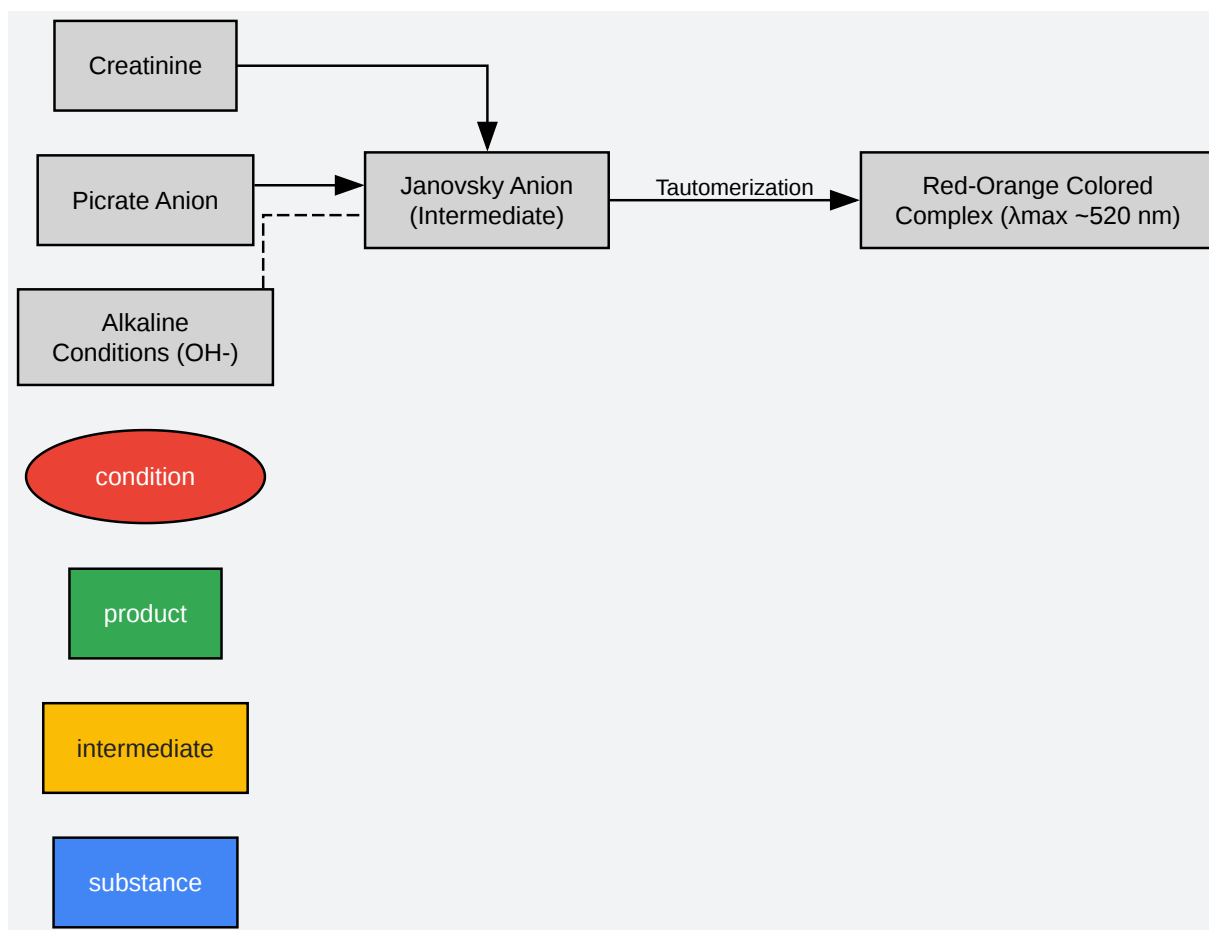 Creatinine
Picrate Anion
Janovsky Anion
(Intermediate)
Tautomerization
Red-Orange Colored
Complex (λmax ~520 nm)
Alkaline
Conditions (OH-)
condition
product
intermediate
substance